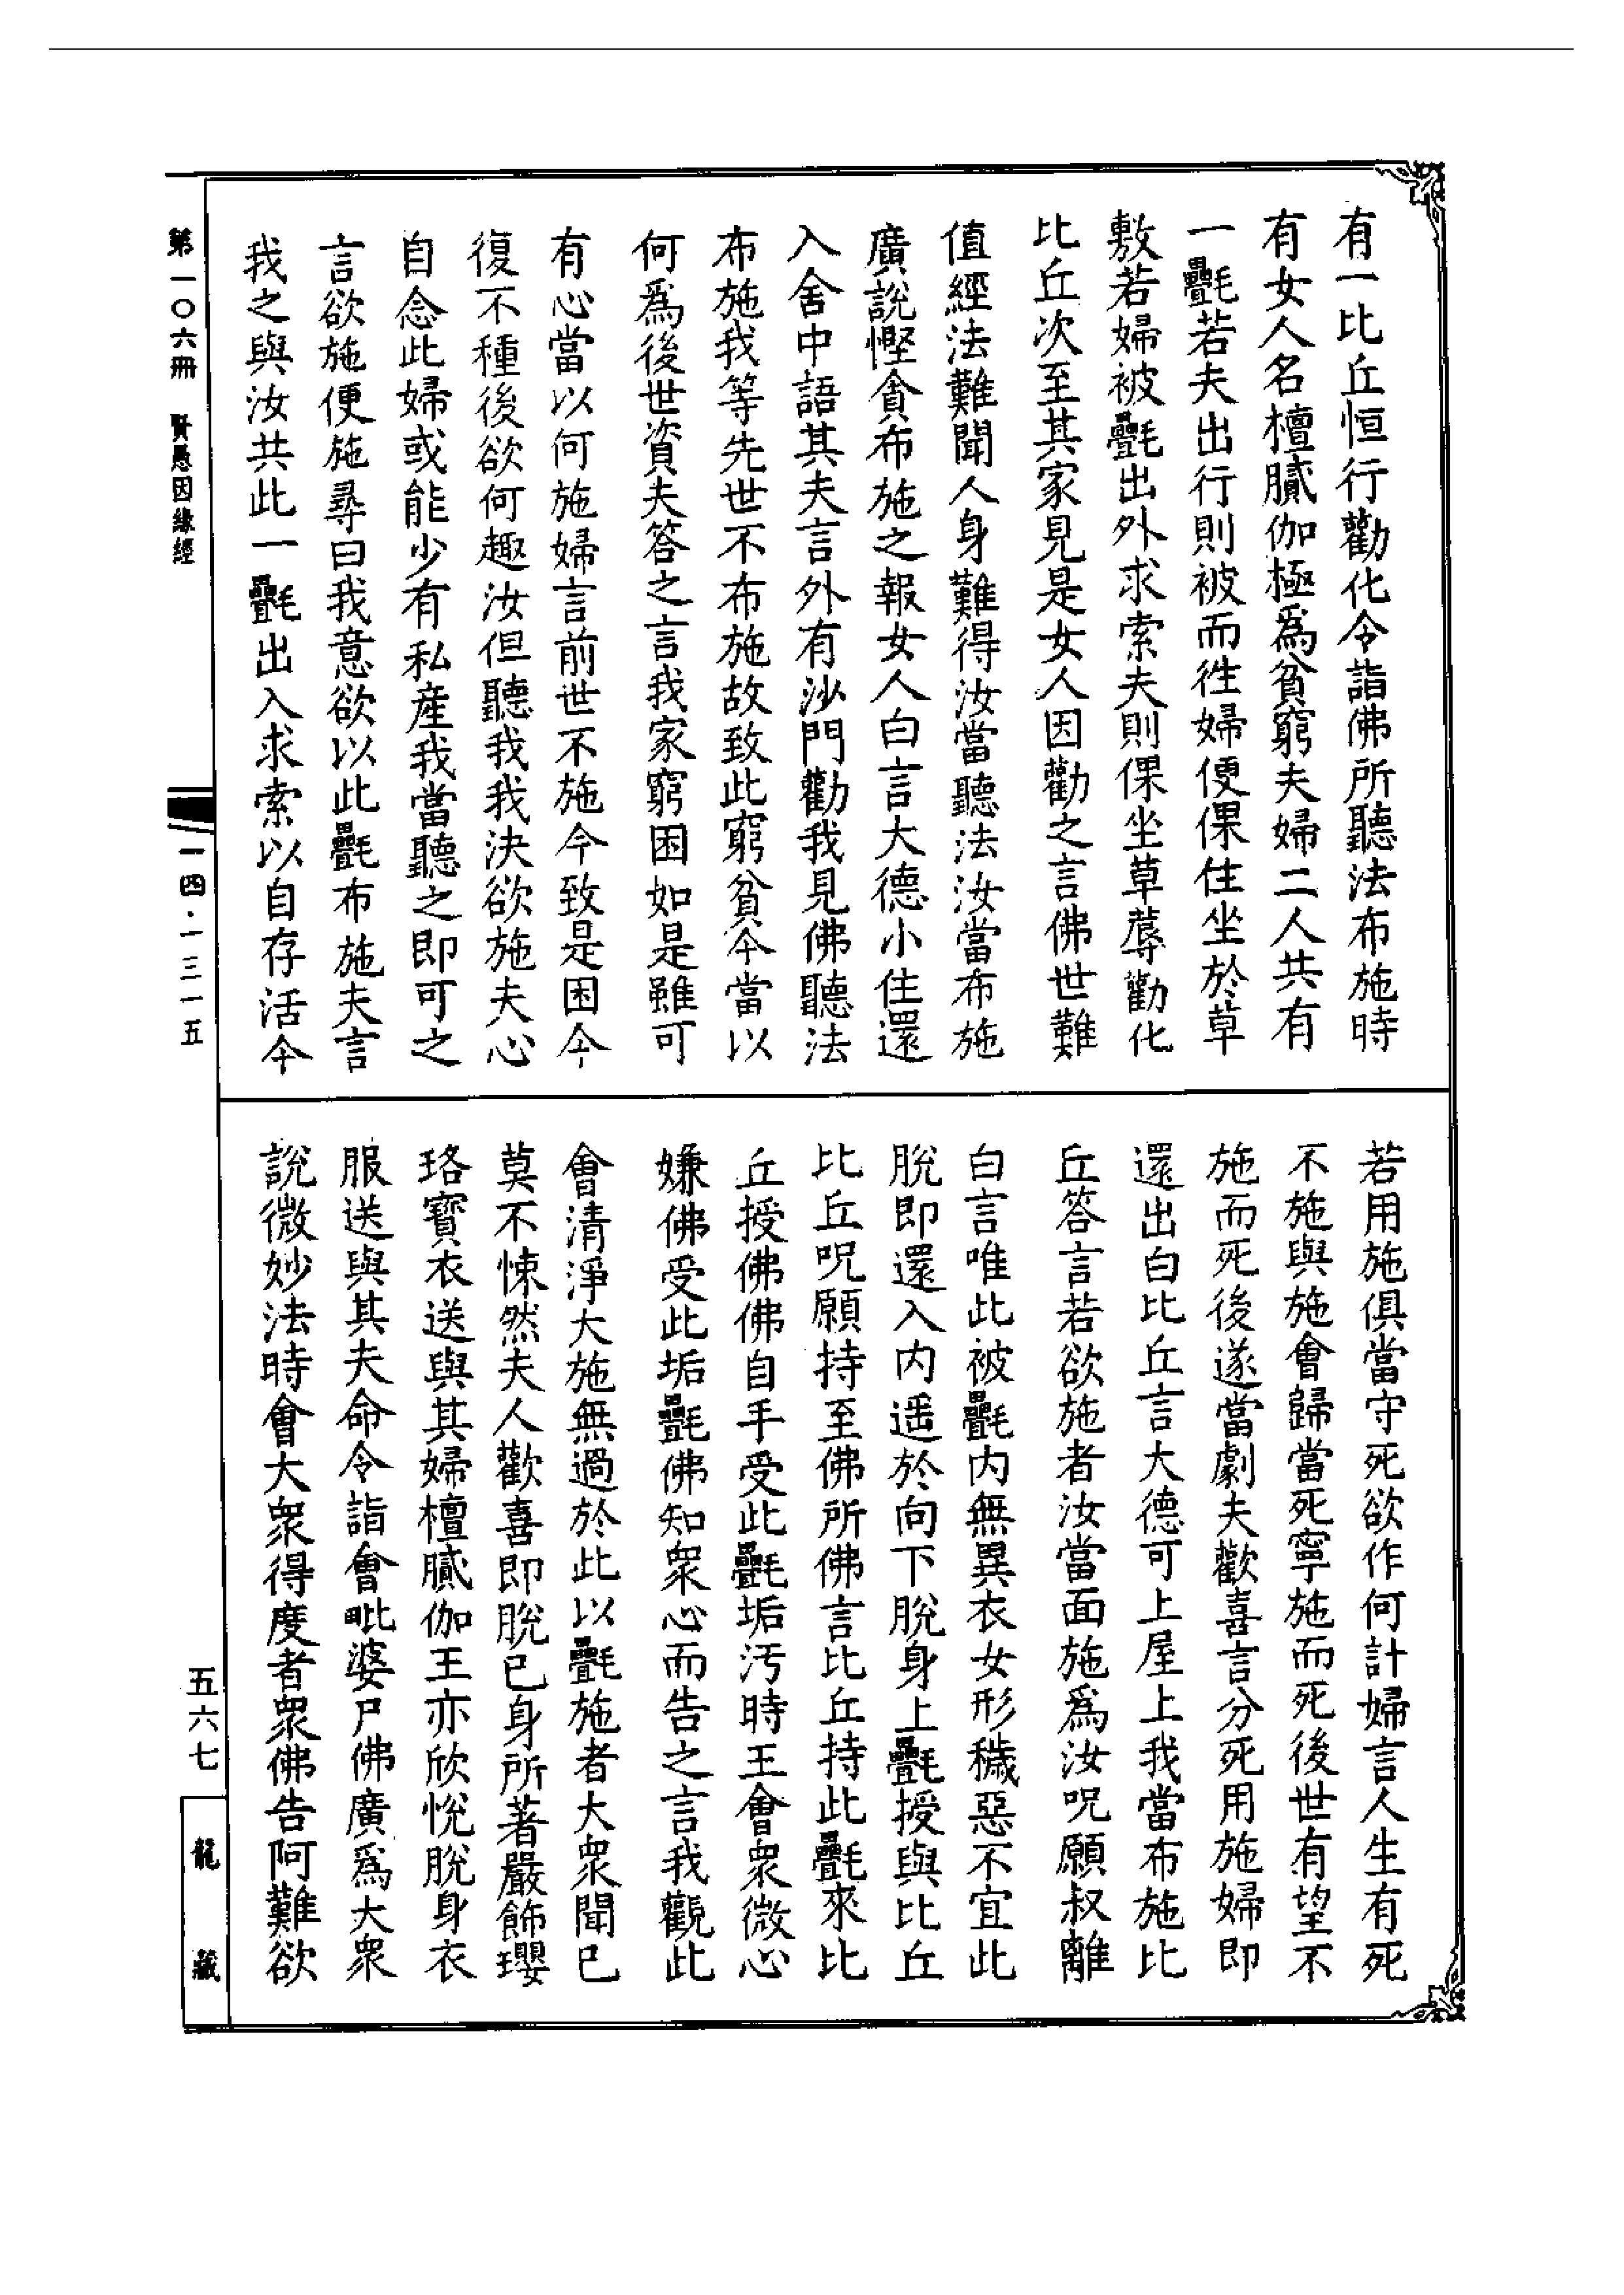 有一比丘恒行勸化令詣佛所聽法布施時
有女人名檀膩伽極爲貧窮夫婦二人共有
一㲲若夫出行則被而徃婦便倮住坐於草
敷若婦被㲲出外求索夫則倮坐草蓐勸化
比丘次至其家見是女人因勸之言佛世難
值經法難聞人身難得汝當聽法汝當布施
廣說慳貪布施之報女人白言大德小住還
入舍中語其夫言外有沙門勸我見佛聽法
布施我等先世不布施故致此窮貧今當以
何爲後世資夫答之言我家窮困如是雖可
有心當以何施婦言前世不施今致是困今
復不種後欲何趣汝但聽我我決欲施夫心
自念此婦或能少有私產我當聽之即可之
言欲施便施尋曰我意欲以此㲲布施夫言
我之與汝共此一㲲出入求索以自存活今
若用施俱當守死欲作何計婦言人生有死
不施與施會歸當死寧施而死後世有望不
施而死後遂當劇夫歡喜言分死用施婦即
還出白比丘言大德可上屋上我當布施比
丘答言若欲施者汝當面施爲汝呪願叔離
白言唯此被㲲內無異衣女形穢惡不宜此
脫即還入內遥於向下脫身上㲲授與比丘
比丘呪願持至佛所佛言比丘持此㲲來比
丘授佛佛自手受此㲲垢汚時王會衆微心
嫌佛受此垢㲲佛知衆心而告之言我觀此
會清淨大施無過於此以㲲施者大衆聞已
莫不悚然夫人歡喜即脫已身所著嚴飾瓔
珞寶衣送與其婦檀膩伽王亦欣悅脫身衣
服送與其夫命令詣會毗婆尸佛廣爲大衆
說微妙法時會大衆得度者衆佛告阿難欲
第一〇六冊　賢愚因緣經
一四·一三一五
五六七
龍藏